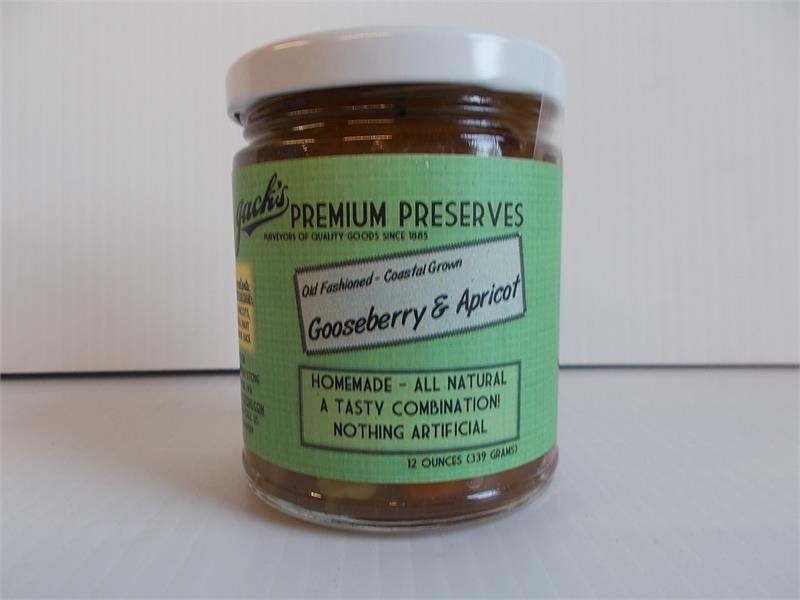 Jack's
PREMIUM PRESERVES
PURVEYORS OF QUALITY GOODS SINCE 1885
Old Fashioned - Coastal Grown
Gooseberry & Apricot
HOMEMADE - ALL NATURAL
A TASTY COMBINATION!
NOTHING ARTIFICIAL
12 OUNCES (339 GRAMS)